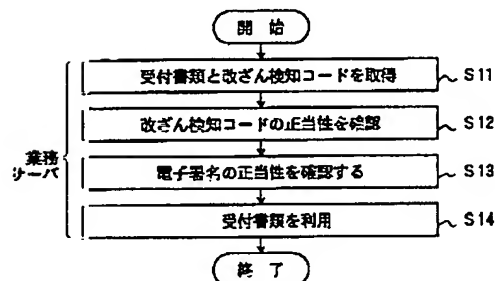 開 始
受付書類と改ざん検知コードを取得 S11
改ざん検知コードの正当性を確認 S12
業務
サーバ
電子署名の正当性を確認する S13
受付書類を利用 S14
終 了